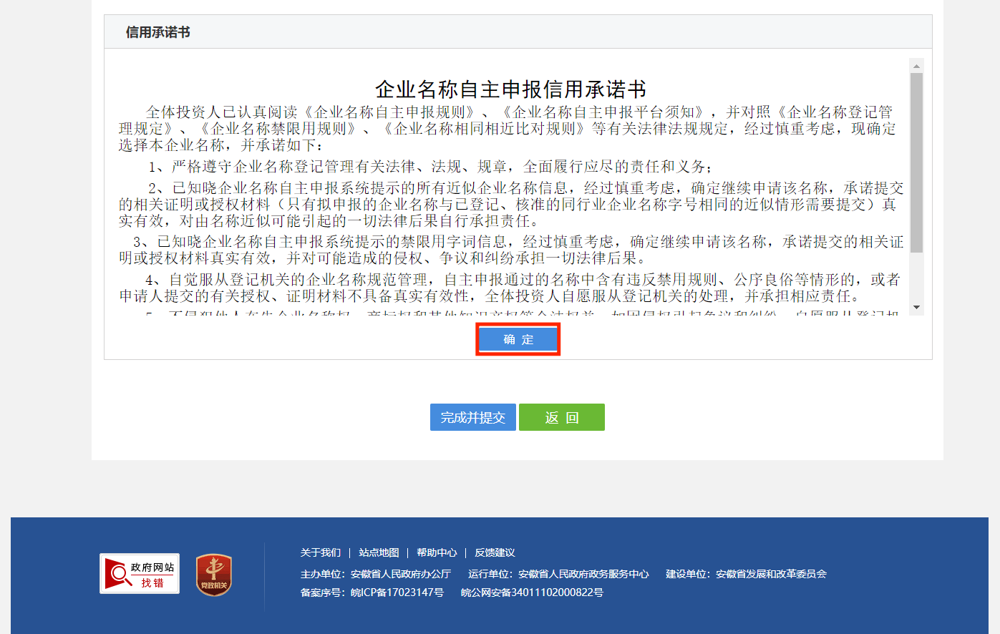 信用承诺书
企业名称自主申报信用承诺书
全体投资人已认真阅读《企业名称自主申报规则》、《企业名称自主申报平台须知》，并对照《企业名称登记管
理规定》、《企业名称禁限用规则》、《企业名称相同相近比对规则》等有关法律法规规定，经过慎重考虑，现确定
选择本企业名称，并承诺如下：
1、严格遵守企业名称登记管理有关法律、法规、规章，全面履行应尽的责任和义务；
2、已知晓企业名称自主申报系统提示的所有近似企业名称信息，经过慎重考虑，确定继续申请该名称，承诺提交
的相关证明或授权材料（只有拟申报的企业名称与已登记、核准的同行业企业名称字号相同的近似情形需要提交）真
实有效，对由名称近似可能引起的一切法律后果自行承担责任。
3、已知晓企业名称自主申报系统提示的禁限用字词信息，经过慎重考虑，确定继续申请该名称，承诺提交的相关证
明或授权材料真实有效，并对可能造成的侵权、争议和纠纷承担一切法律后果。
4、自觉服从登记机关的企业名称规范管理，自主申报通过的名称中含有违反禁用规则、公序良俗等情形的，或者
申请人提交的有关授权、证明材料不具备真实有效性，全体投资人自愿服从登记机关的处理，并承担相应责任。
确 定
完成并提交 返 回
政府网站
找错
党政机关
关于我们 | 站点地图 | 帮助中心 | 反馈建议
主办单位：安徽省人民政府办公厅 运行单位：安徽省人民政府政务服务中心 建设单位：安徽省发展和改革委员会
备案序号：皖ICP备17023147号 皖公网安备34011102000822号